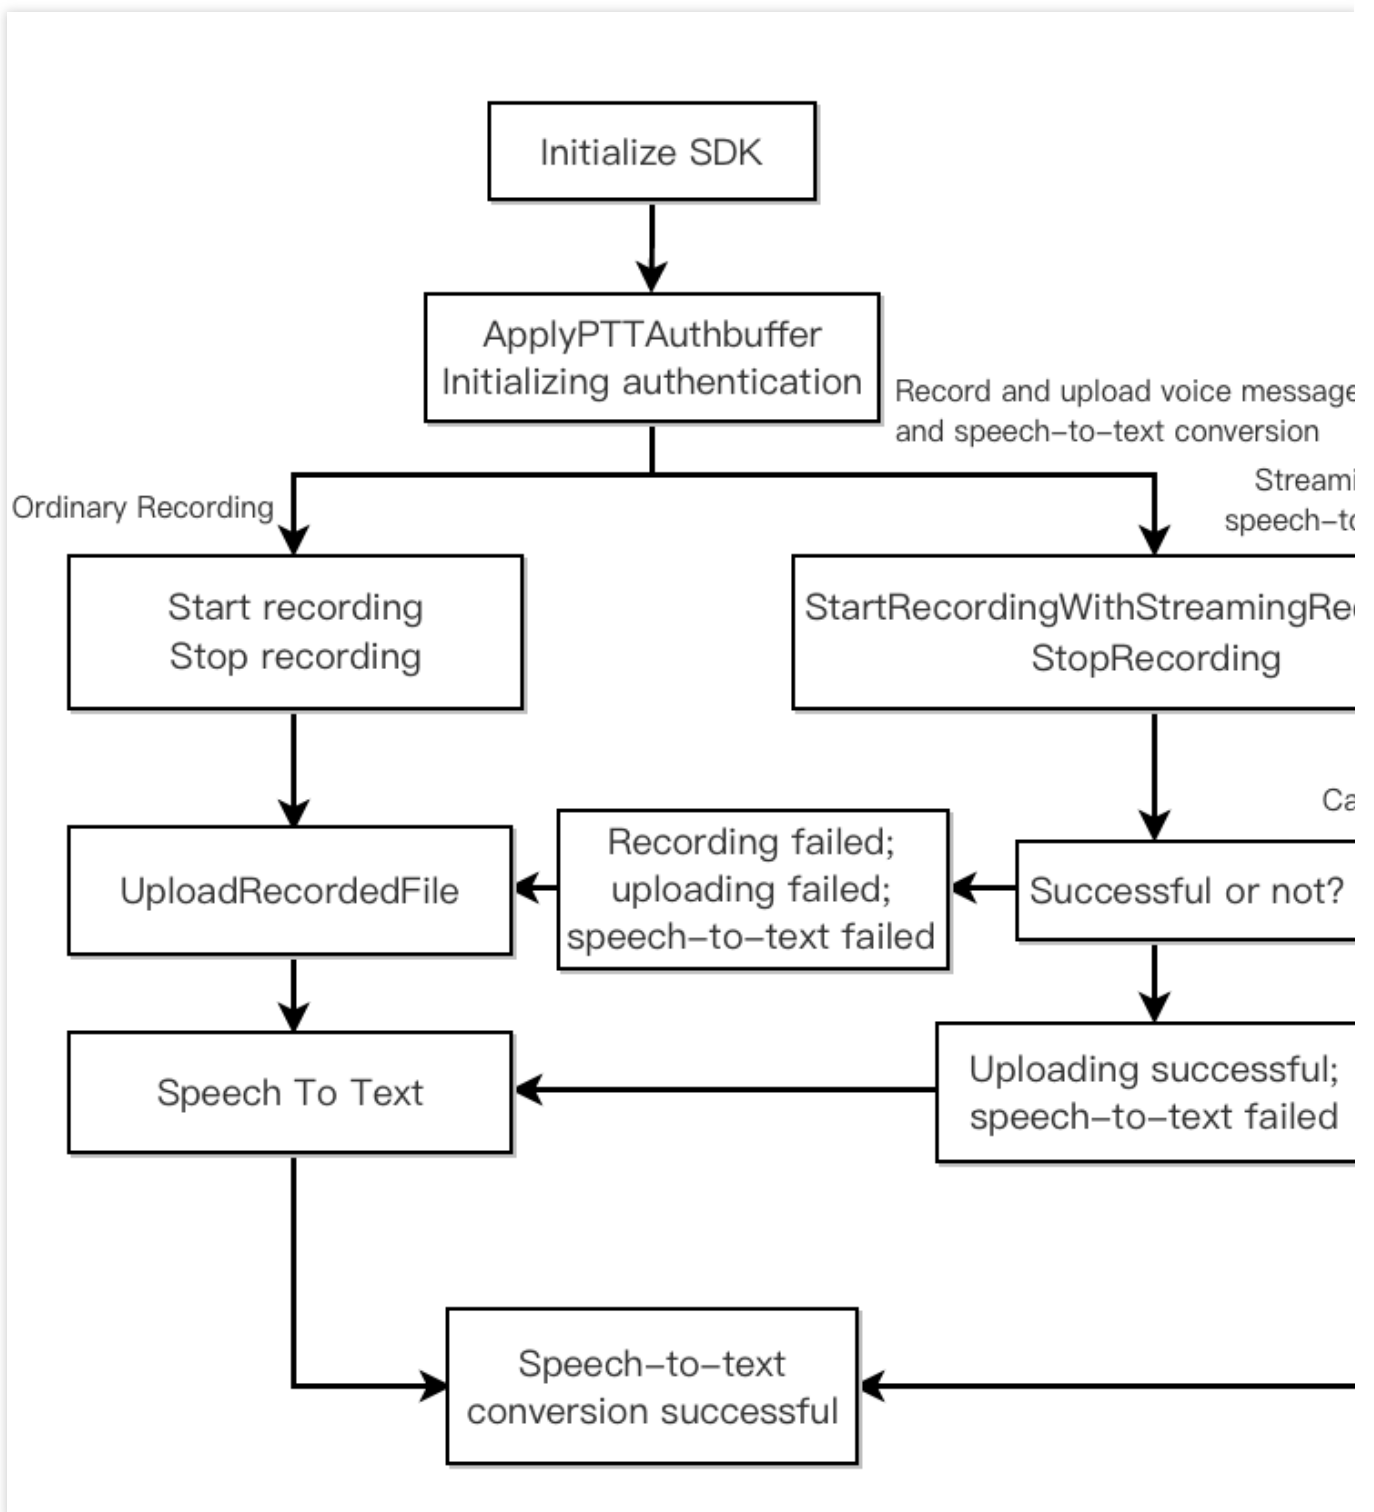 Initialize SDK
ApplyPTTAuthbuffer
Initializing authentication
Record and upload voice message
and speech-to-text conversion
Ordinary Recording
Start recording
Stop recording
StopRecording
UploadRecordedFile
Recording failed;
uploading failed;
speech-to-text failed
Successful or not?
Speech To Text
Uploading successful;
speech-to-text failed
Speech-to-text
conversion successful